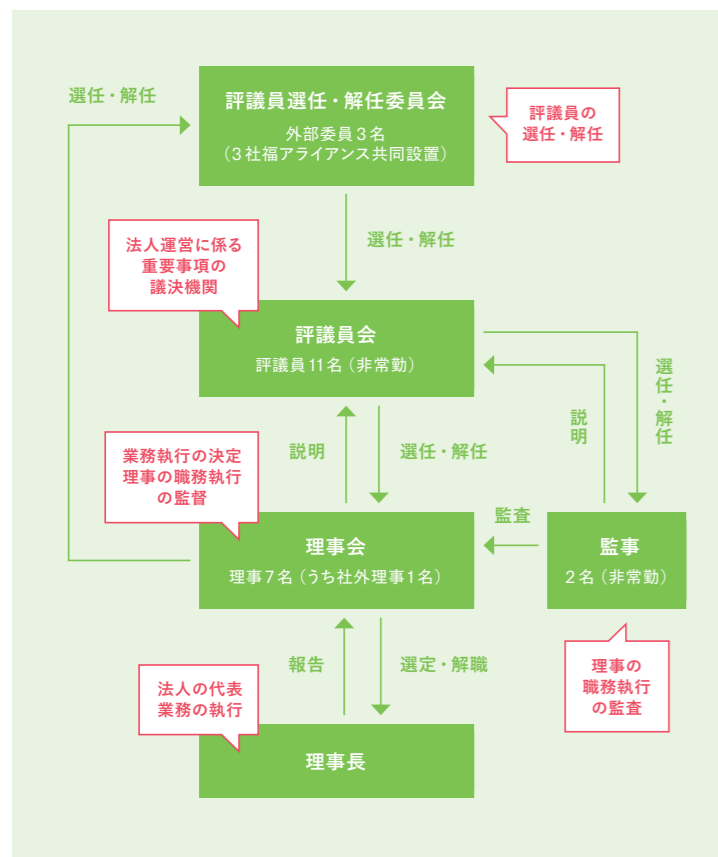 選任・解任
評議員選任・解任委員会
外部委員3名
（3社福アライアンス共同設置）
評議員の
選任・解任
選任・解任
法人運営に係る
重要事項の
議決機関
評議員会
評議員11名（非常勤）
選任・解任
説明
説明
選任・解任
業務執行の決定
理事の職務執行
の監督
監査
理事会
理事7名（うち社外理事1名）
監事
2名（非常勤）
報告
選定・解職
理事の
職務執行
の監査
法人の代表
業務の執行
理事長